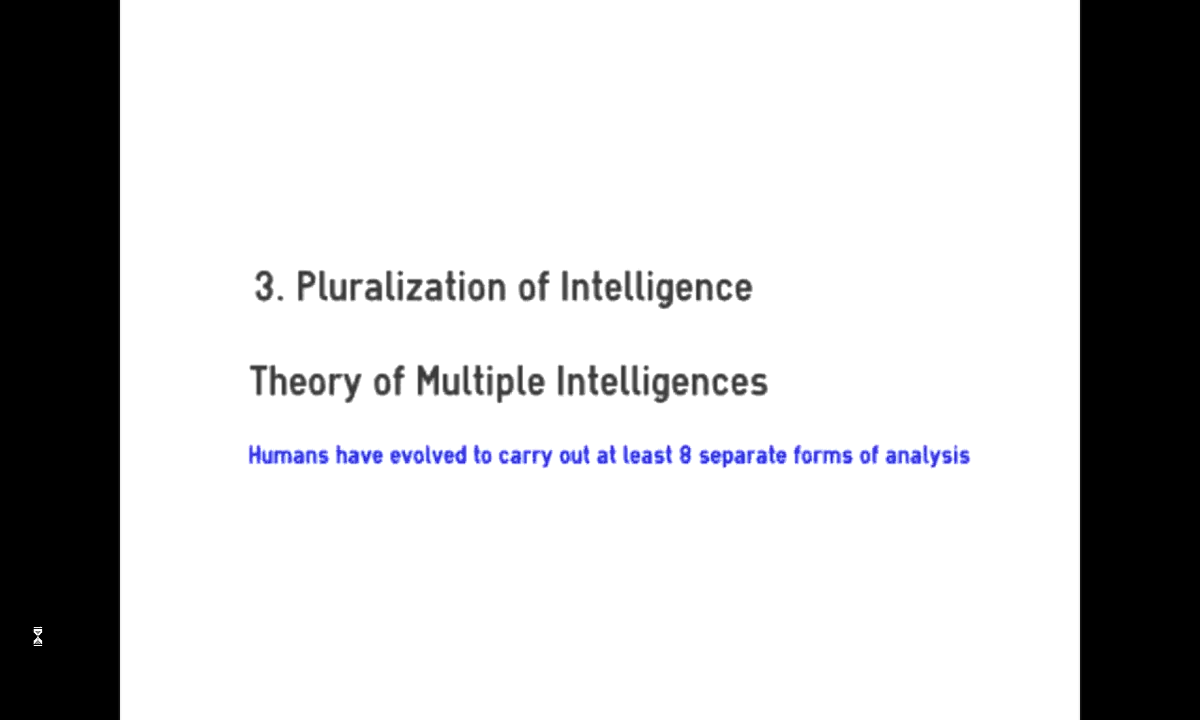 3. Pluralization of Intelligence
Theory of Multiple Intelligences
Humans have evolved to carry out at least 8 separate forms of analysis